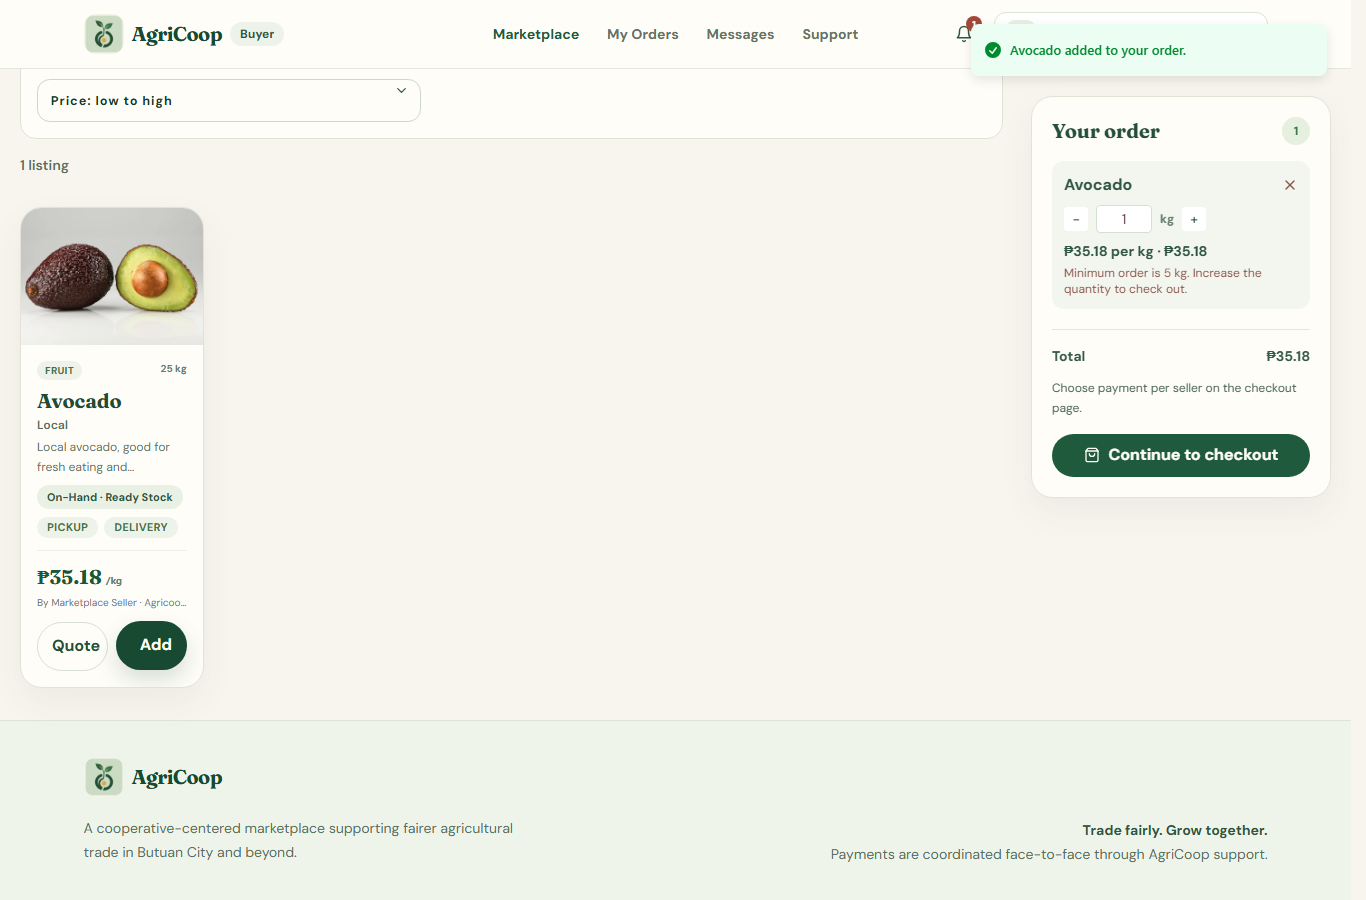 AgriCoop
Buyer
Marketplace
My Orders
Messages
Support
Avocado added to your order.
Price: low to high
1 listing
FRUIT
25 kg
Avocado
Local
Local avocado, good for
fresh eating and...
On-Hand · Ready Stock
PICKUP
DELIVERY
₱35.18 /kg
By Marketplace Seller · Agricoo...
Quote
Add
Your order
1
Avocado
-
1
kg
+
₱35.18 per kg · ₱35.18
Minimum order is 5 kg. Increase the
quantity to check out.
Total
₱35.18
Choose payment per seller on the checkout
page.
Continue to checkout
AgriCoop
A cooperative-centered marketplace supporting fairer agricultural
trade in Butuan City and beyond.
Trade fairly. Grow together.
Payments are coordinated face-to-face through AgriCoop support.